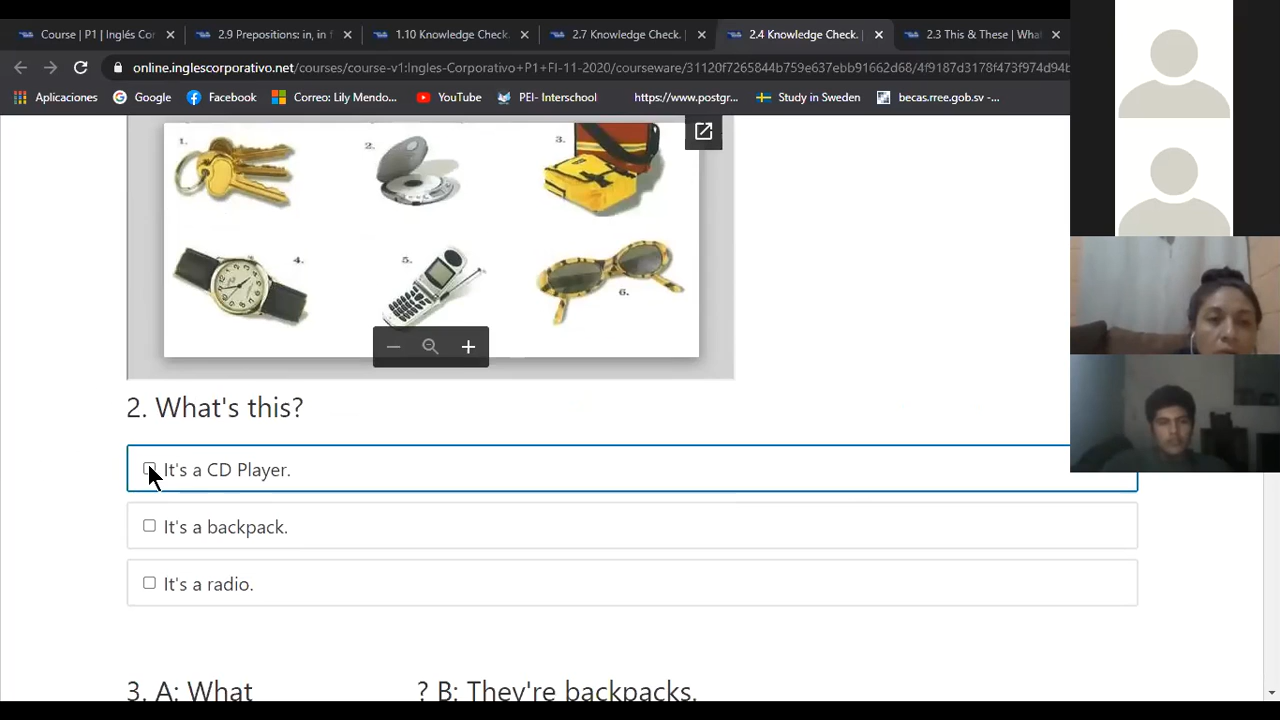 Course | P1 | Inglés Cor
2.9 Prepositions: in, in f
1.10 Knowledge Check.
2.7 Knowledge Check. |
2.4 Knowledge Check. |
2.3 This & These | Wha
online.inglescorporativo.net/courses/course-v1:Ingles-Corporativo+P1+FI-11-2020/courseware/31120f7265844b759e637ebb91662d68/4f9187d3178f473f974d94b
Aplicaciones
Google
Facebook
Correo: Lily Mendo...
YouTube
PEI- Interschool
https://www.postgr...
Study in Sweden
becas.rree.gob.sv -...
1.
2.
3.
4.
5.
6.
2. What's this?
It's a CD Player.
It's a backpack.
It's a radio.
3. A: What ? B: They're backpacks.